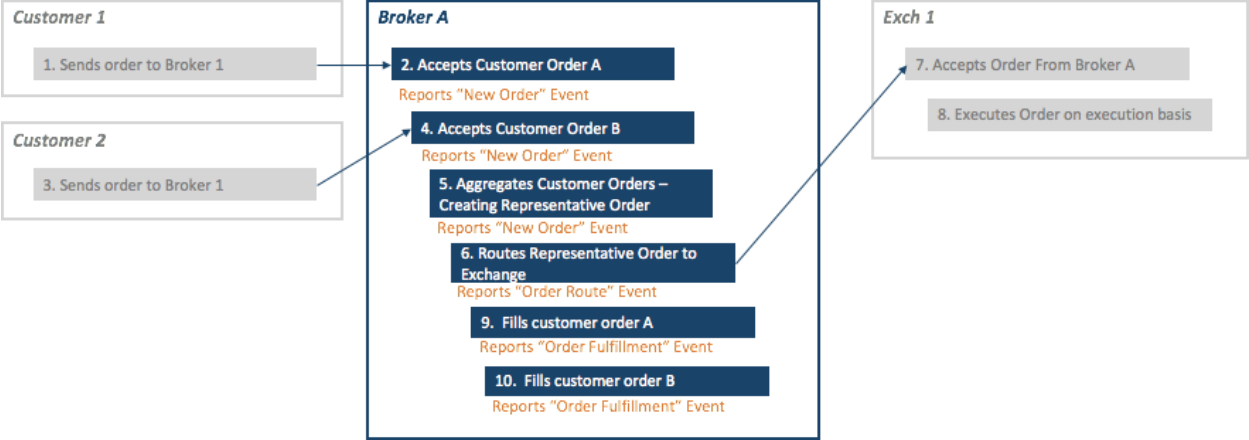 Customer 1
1. Sends order to Broker 1
Customer 2
3. Sends order to Broker 1
Broker A
2. Accepts Customer Order A
Reports "New Order" Event
4. Accepts Customer Order B
Reports "New Order" Event
5. Aggregates Customer Orders –
Creating Representative Order
Reports "New Order" Event
6. Routes Representative Order to
Exchange
Reports "Order Route" Event
9. Fills customer order A
Reports "Order Fulfillment" Event
10. Fills customer order B
Reports "Order Fulfillment" Event
Exch 1
7. Accepts Order From Broker A
8. Executes Order on execution basis